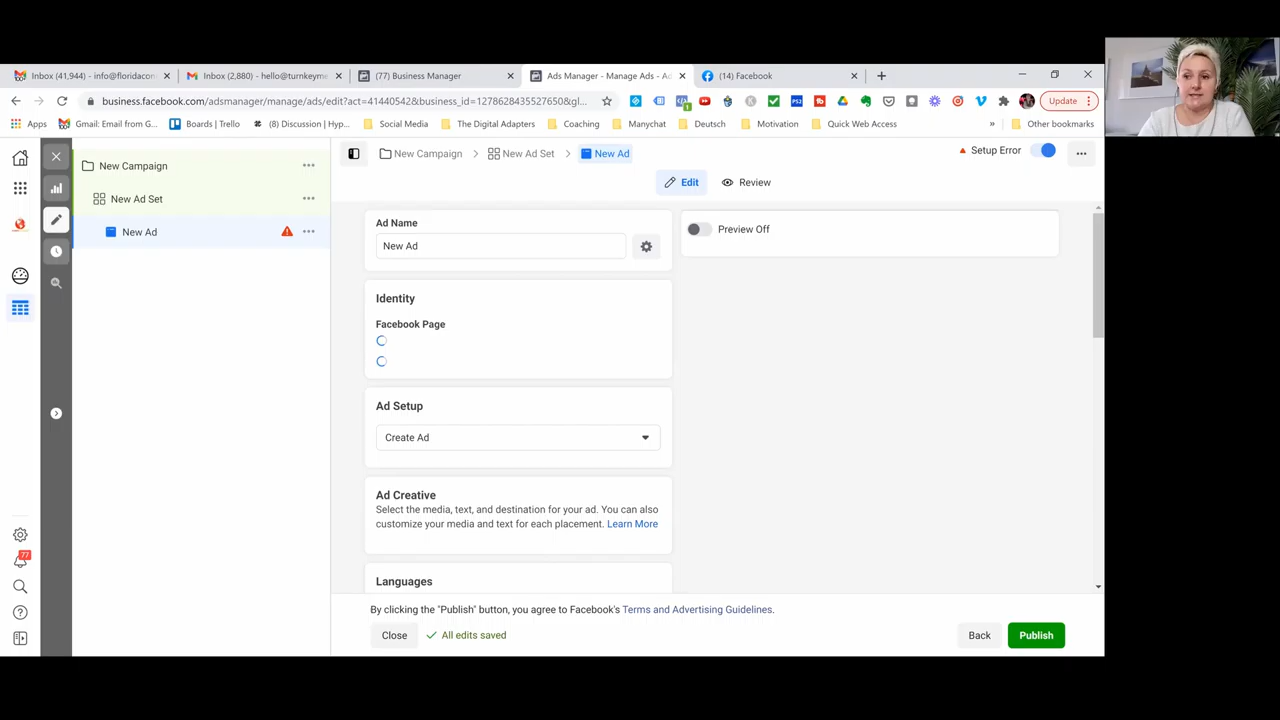 Inbox (41,944) - info@floridacon
Inbox (2,880) - hello@turnkeyme
(77) Business Manager
Ads Manager - Manage Ads - Ad
(14) Facebook
business.facebook.com/adsmanager/manage/ads/edit?act=41440542&business_id=1278628435527650&gl...
Update
Apps
Gmail: Email from G...
Boards | Trello
(8) Discussion | Hyp...
Social Media
The Digital Adapters
Coaching
Manychat
Deutsch
Motivation
Quick Web Access
»
Other bookmarks
New Campaign
New Ad Set
New Ad
New Campaign
New Ad Set
New Ad
Setup Error
Edit
Review
Ad Name
New Ad
Preview Off
Identity
Facebook Page
Ad Setup
Create Ad
Ad Creative
Select the media, text, and destination for your ad. You can also
customize your media and text for each placement. Learn More
Languages
77
By clicking the "Publish" button, you agree to Facebook's Terms and Advertising Guidelines.
Close
All edits saved
Back
Publish